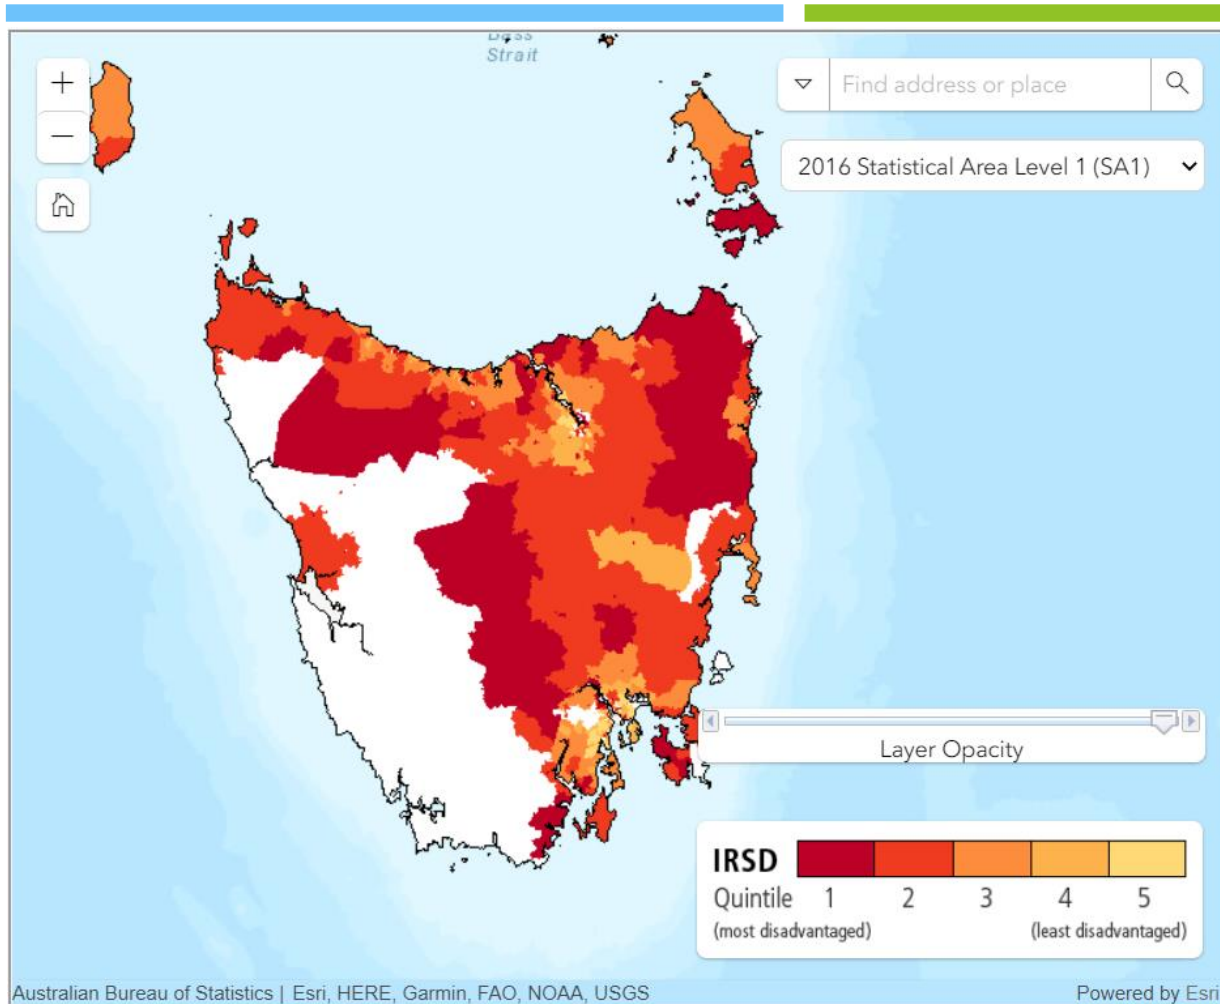 Bass
Strait
+
−
Find address or place
2016 Statistical Area Level 1 (SA1)
Layer Opacity
IRSD
Quintile 1 2 3 4 5
(most disadvantaged) (least disadvantaged)
Australian Bureau of Statistics | Esri, HERE, Garmin, FAO, NOAA, USGS
Powered by Esri